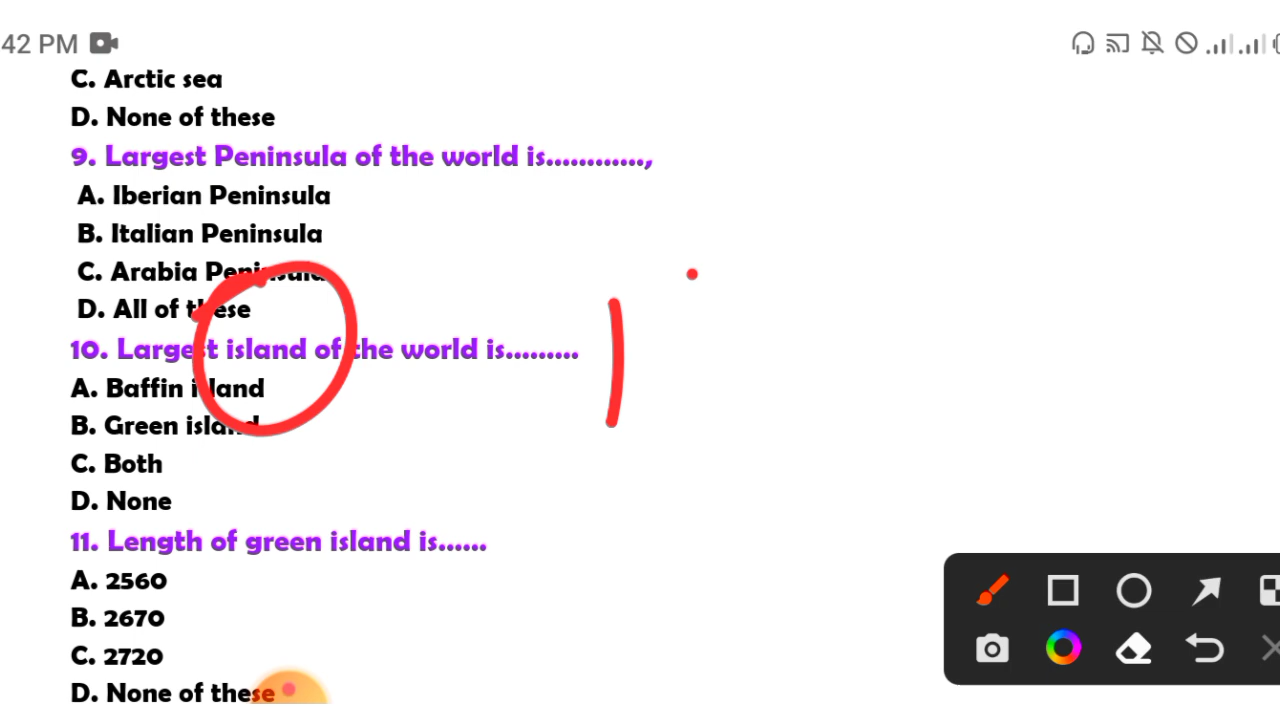 42 PM
C. Arctic sea
D. None of these
9. Largest Peninsula of the world is............,
A. Iberian Peninsula
B. Italian Peninsula
C. Arabia Peninsula
D. All of these
10. Largest island of the world is.........
A. Baffin island
B. Green island
C. Both
D. None
11. Length of green island is......
A. 2560
B. 2670
C. 2720
D. None of these